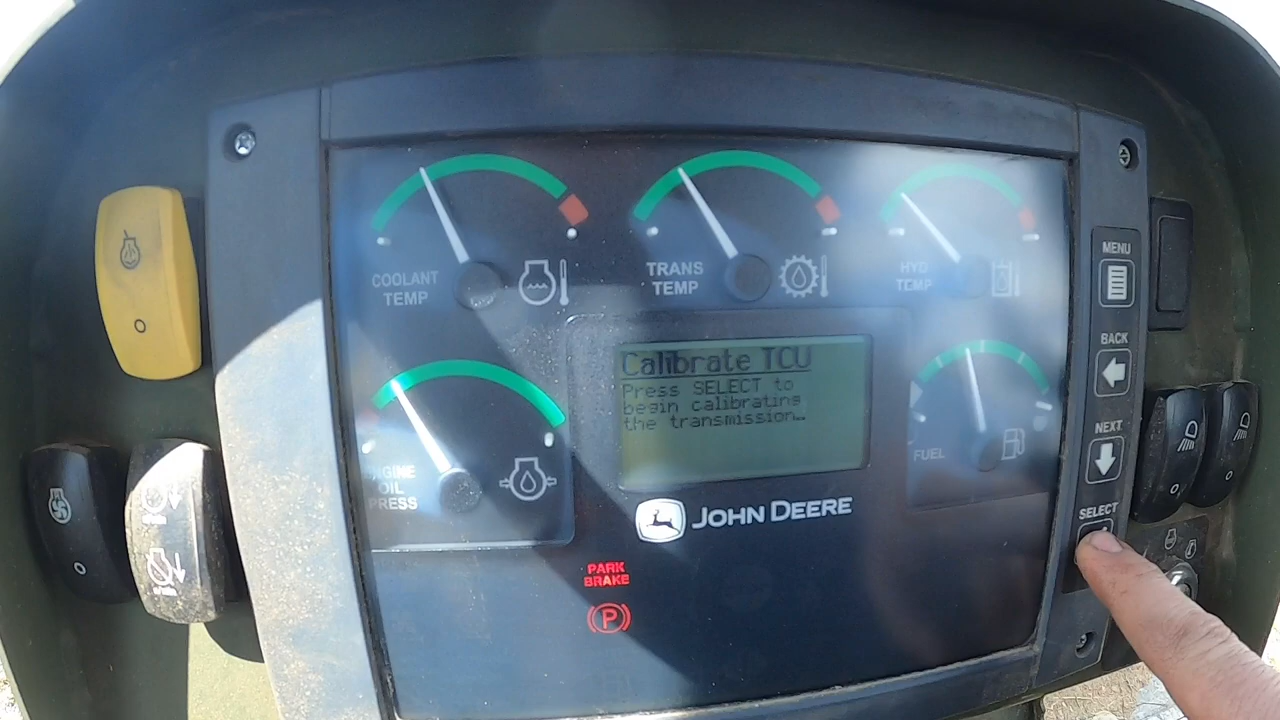 COOLANT
TEMP
TRANS
TEMP
HYD
TEMP
MENU
BACK
NEXT
SELECT
Calibrate TCU
Press SELECT to
begin calibrating
the transmission…
ENGINE
OIL
PRESS
FUEL
JOHN DEERE
PARK
BRAKE
P